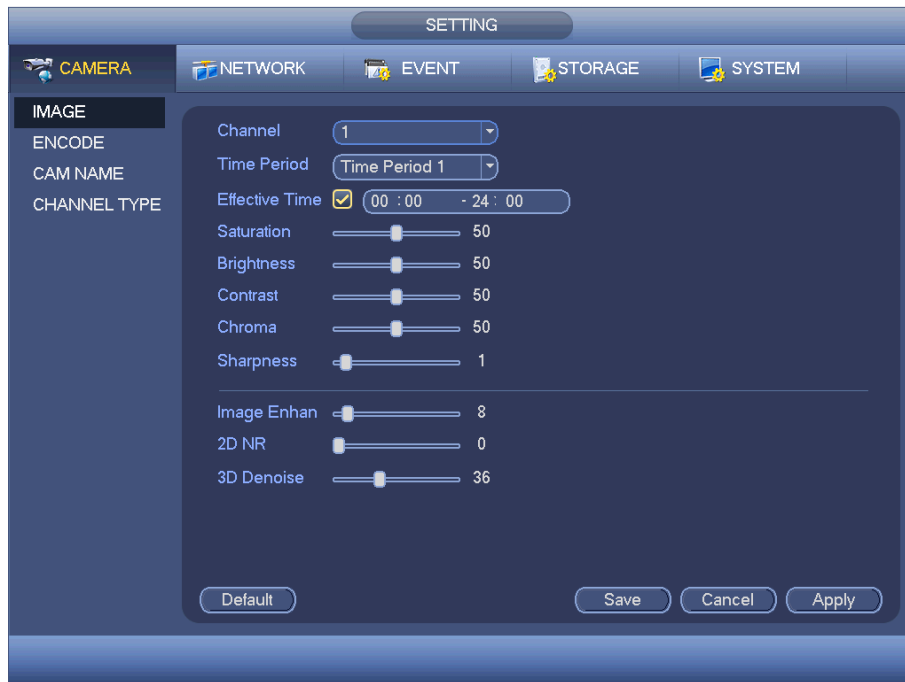 SETTING
CAMERA NETWORK EVENT STORAGE SYSTEM
IMAGE
ENCODE
CAM NAME
CHANNEL TYPE
Channel 1
Time Period Time Period 1
Effective Time 00 : 00 - 24 : 00
Saturation 50
Brightness 50
Contrast 50
Chroma 50
Sharpness 1
Image Enhan 8
2D NR 0
3D Denoise 36
Default Save Cancel Apply